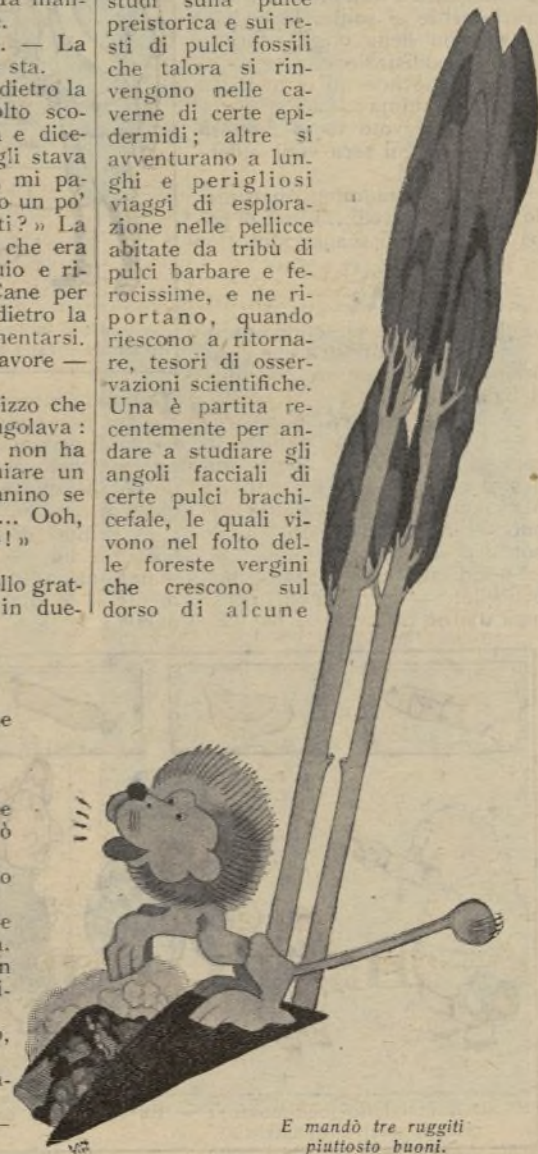 . — La
sta.
dietro la
olto sco-
a e dice-
gli stava
mi pa-
o un po'
ti? » La
che era
uio e ri-
Cane per
dietro la
mentarsi.
avore —
izzo che
ngolava :
non ha
niare un
anino se
... Ooh,
! »
llo grat-
in due-
studi sulla pulce
preistorica e sui re-
sti di pulci fossili
che talora si rin-
vengono nelle ca-
verne di certe epi-
dermidi; altre si
avventurano a lun-
ghi e perigliosi
viaggi di esplora-
zione nelle pellicce
abitate da tribù di
pulci barbare e fe-
rocissime, e ne ri-
portano, quando
riescono a ritorna-
re, tesori di osser-
vazioni scientifiche.
Una è partita re-
centemente per an-
dare a studiare gli
angoli facciali di
certe pulci brachi-
cefale, le quali vi-
vono nel folto del-
le foreste vergini
che crescono sul
dorso di alcune
e
e
ò
o
e
a.
n
i-
o,
a-
—
E mandò tre ruggiti
piuttosto buoni.